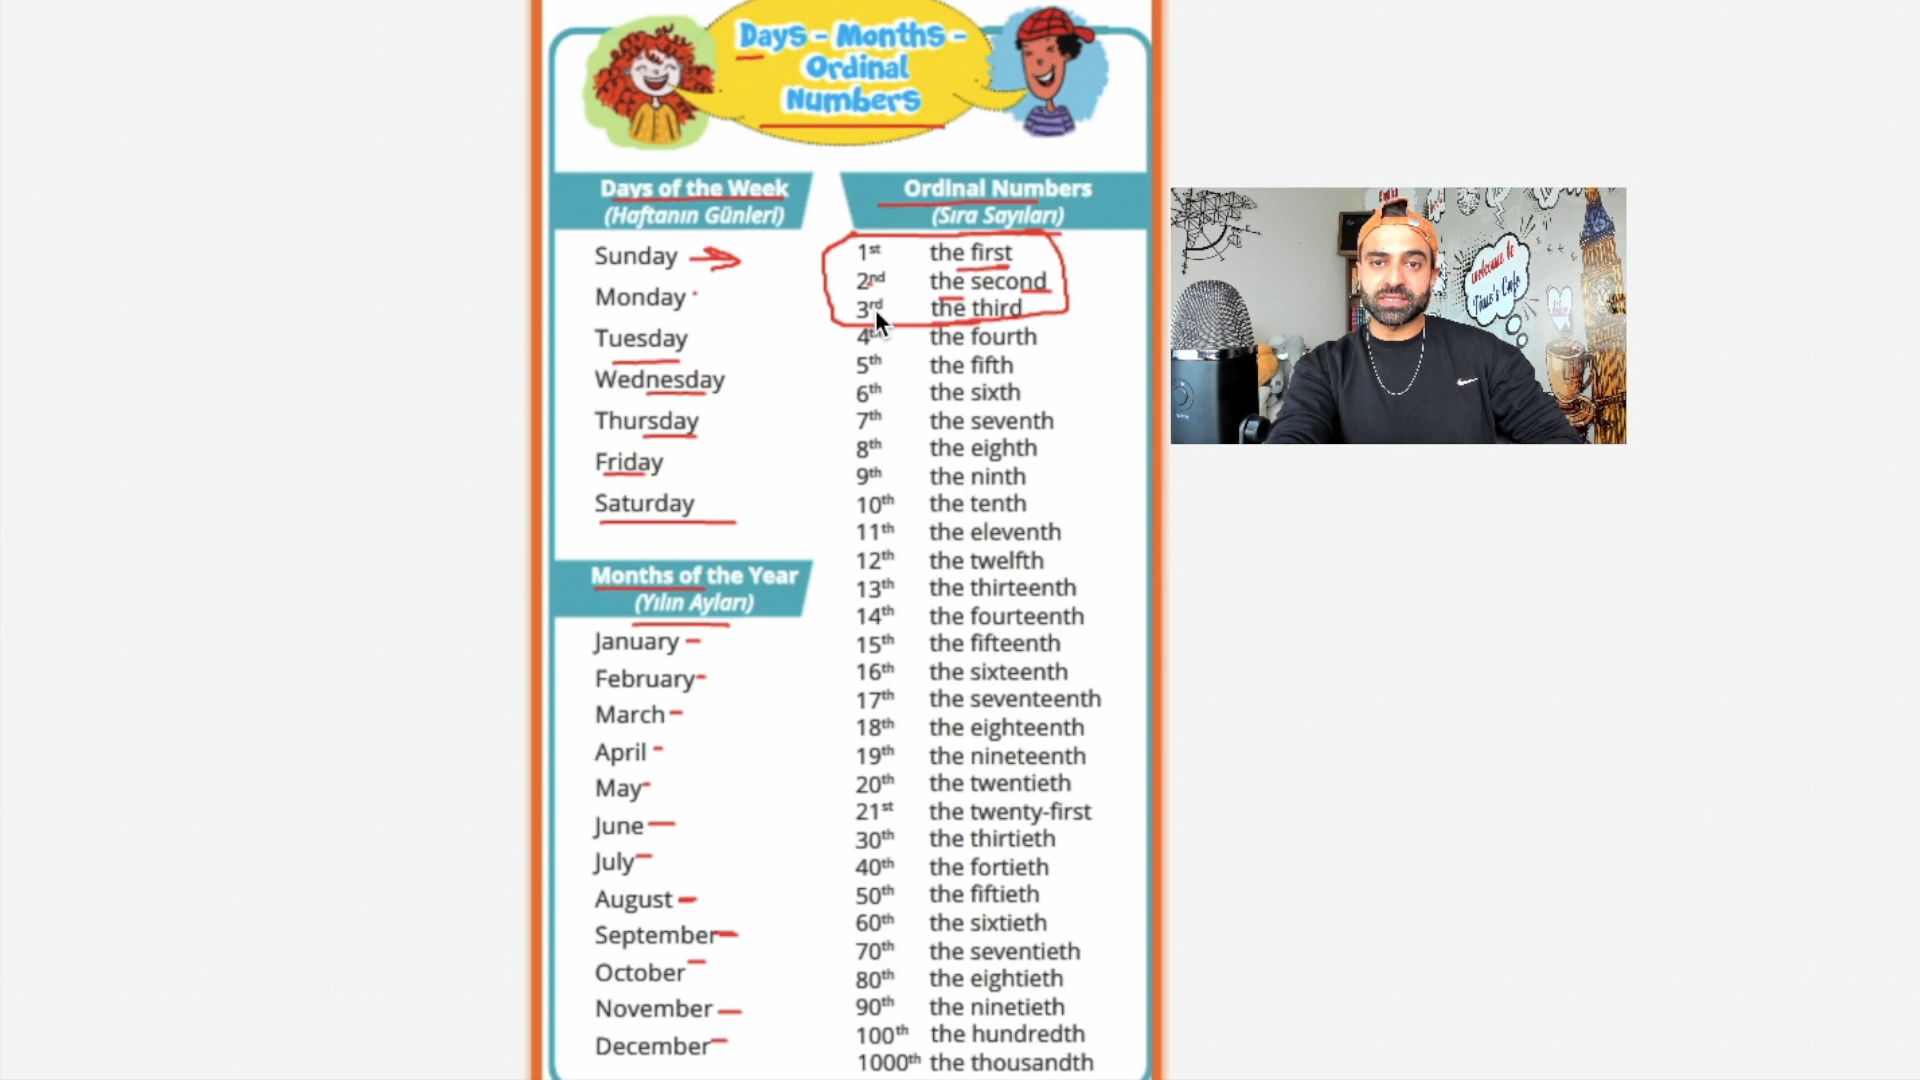 Days - Months -
Ordinal
Numbers
Days of the Week
(Haftanın Günleri)
Sunday
Monday
Tuesday
Wednesday
Thursday
Friday
Saturday
Months of the Year
(Yılın Ayları)
January
February
March
April
May
June
July
August
September
October
November
December
Ordinal Numbers
(Sıra Sayıları)
1st the first
2nd the second
3rd the third
4th the fourth
5th the fifth
6th the sixth
7th the seventh
8th the eighth
9th the ninth
10th the tenth
11th the eleventh
12th the twelfth
13th the thirteenth
14th the fourteenth
15th the fifteenth
16th the sixteenth
17th the seventeenth
18th the eighteenth
19th the nineteenth
20th the twentieth
21st the twenty-first
30th the thirtieth
40th the fortieth
50th the fiftieth
60th the sixtieth
70th the seventieth
80th the eightieth
90th the ninetieth
100th the hundredth
1000th the thousandth
welcome to
Time's Cafe